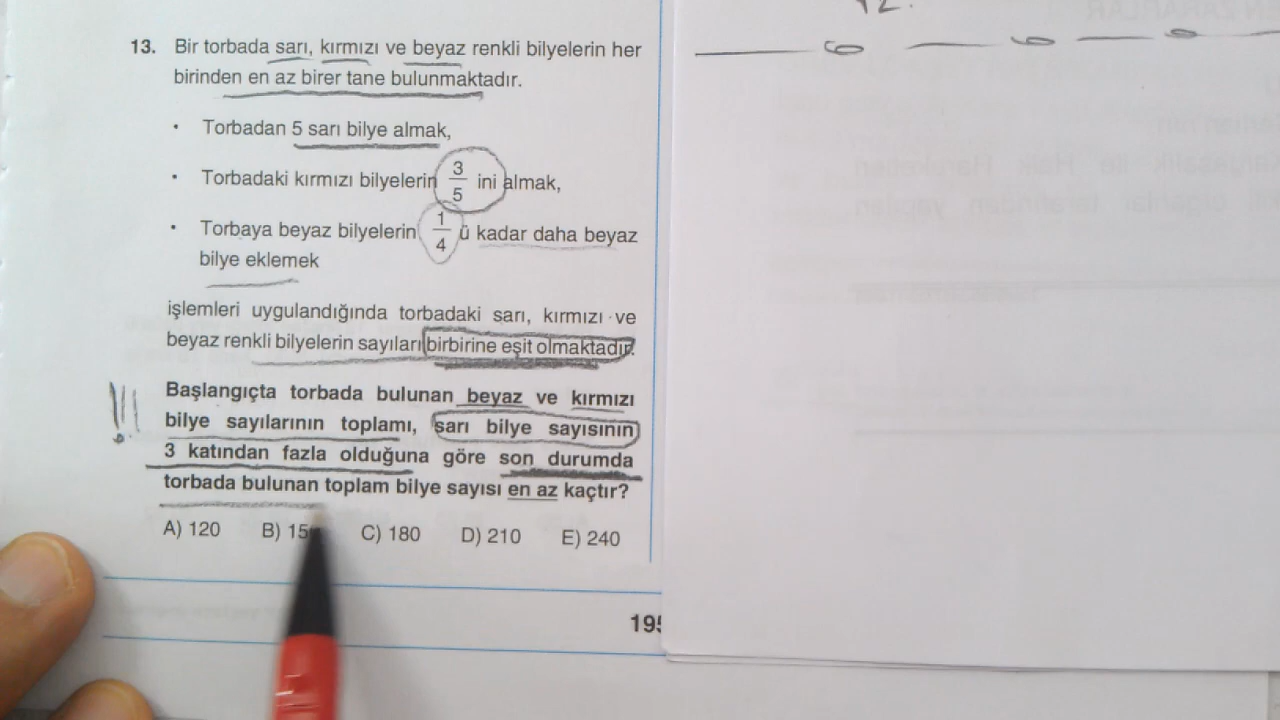 13. Bir torbada sarı, kırmızı ve beyaz renkli bilyelerin her
birinden en az birer tane bulunmaktadır.
• Torbadan 5 sarı bilye almak,
• Torbadaki kırmızı bilyelerin 3/5 ini almak,
• Torbaya beyaz bilyelerin 1/4 ü kadar daha beyaz
bilye eklemek
işlemleri uygulandığında torbadaki sarı, kırmızı ve
beyaz renkli bilyelerin sayıları birbirine eşit olmaktadır.
Başlangıçta torbada bulunan beyaz ve kırmızı
bilye sayılarının toplamı, sarı bilye sayısının
3 katından fazla olduğuna göre son durumda
torbada bulunan toplam bilye sayısı en az kaçtır?
A) 120 B) 15 C) 180 D) 210 E) 240
195